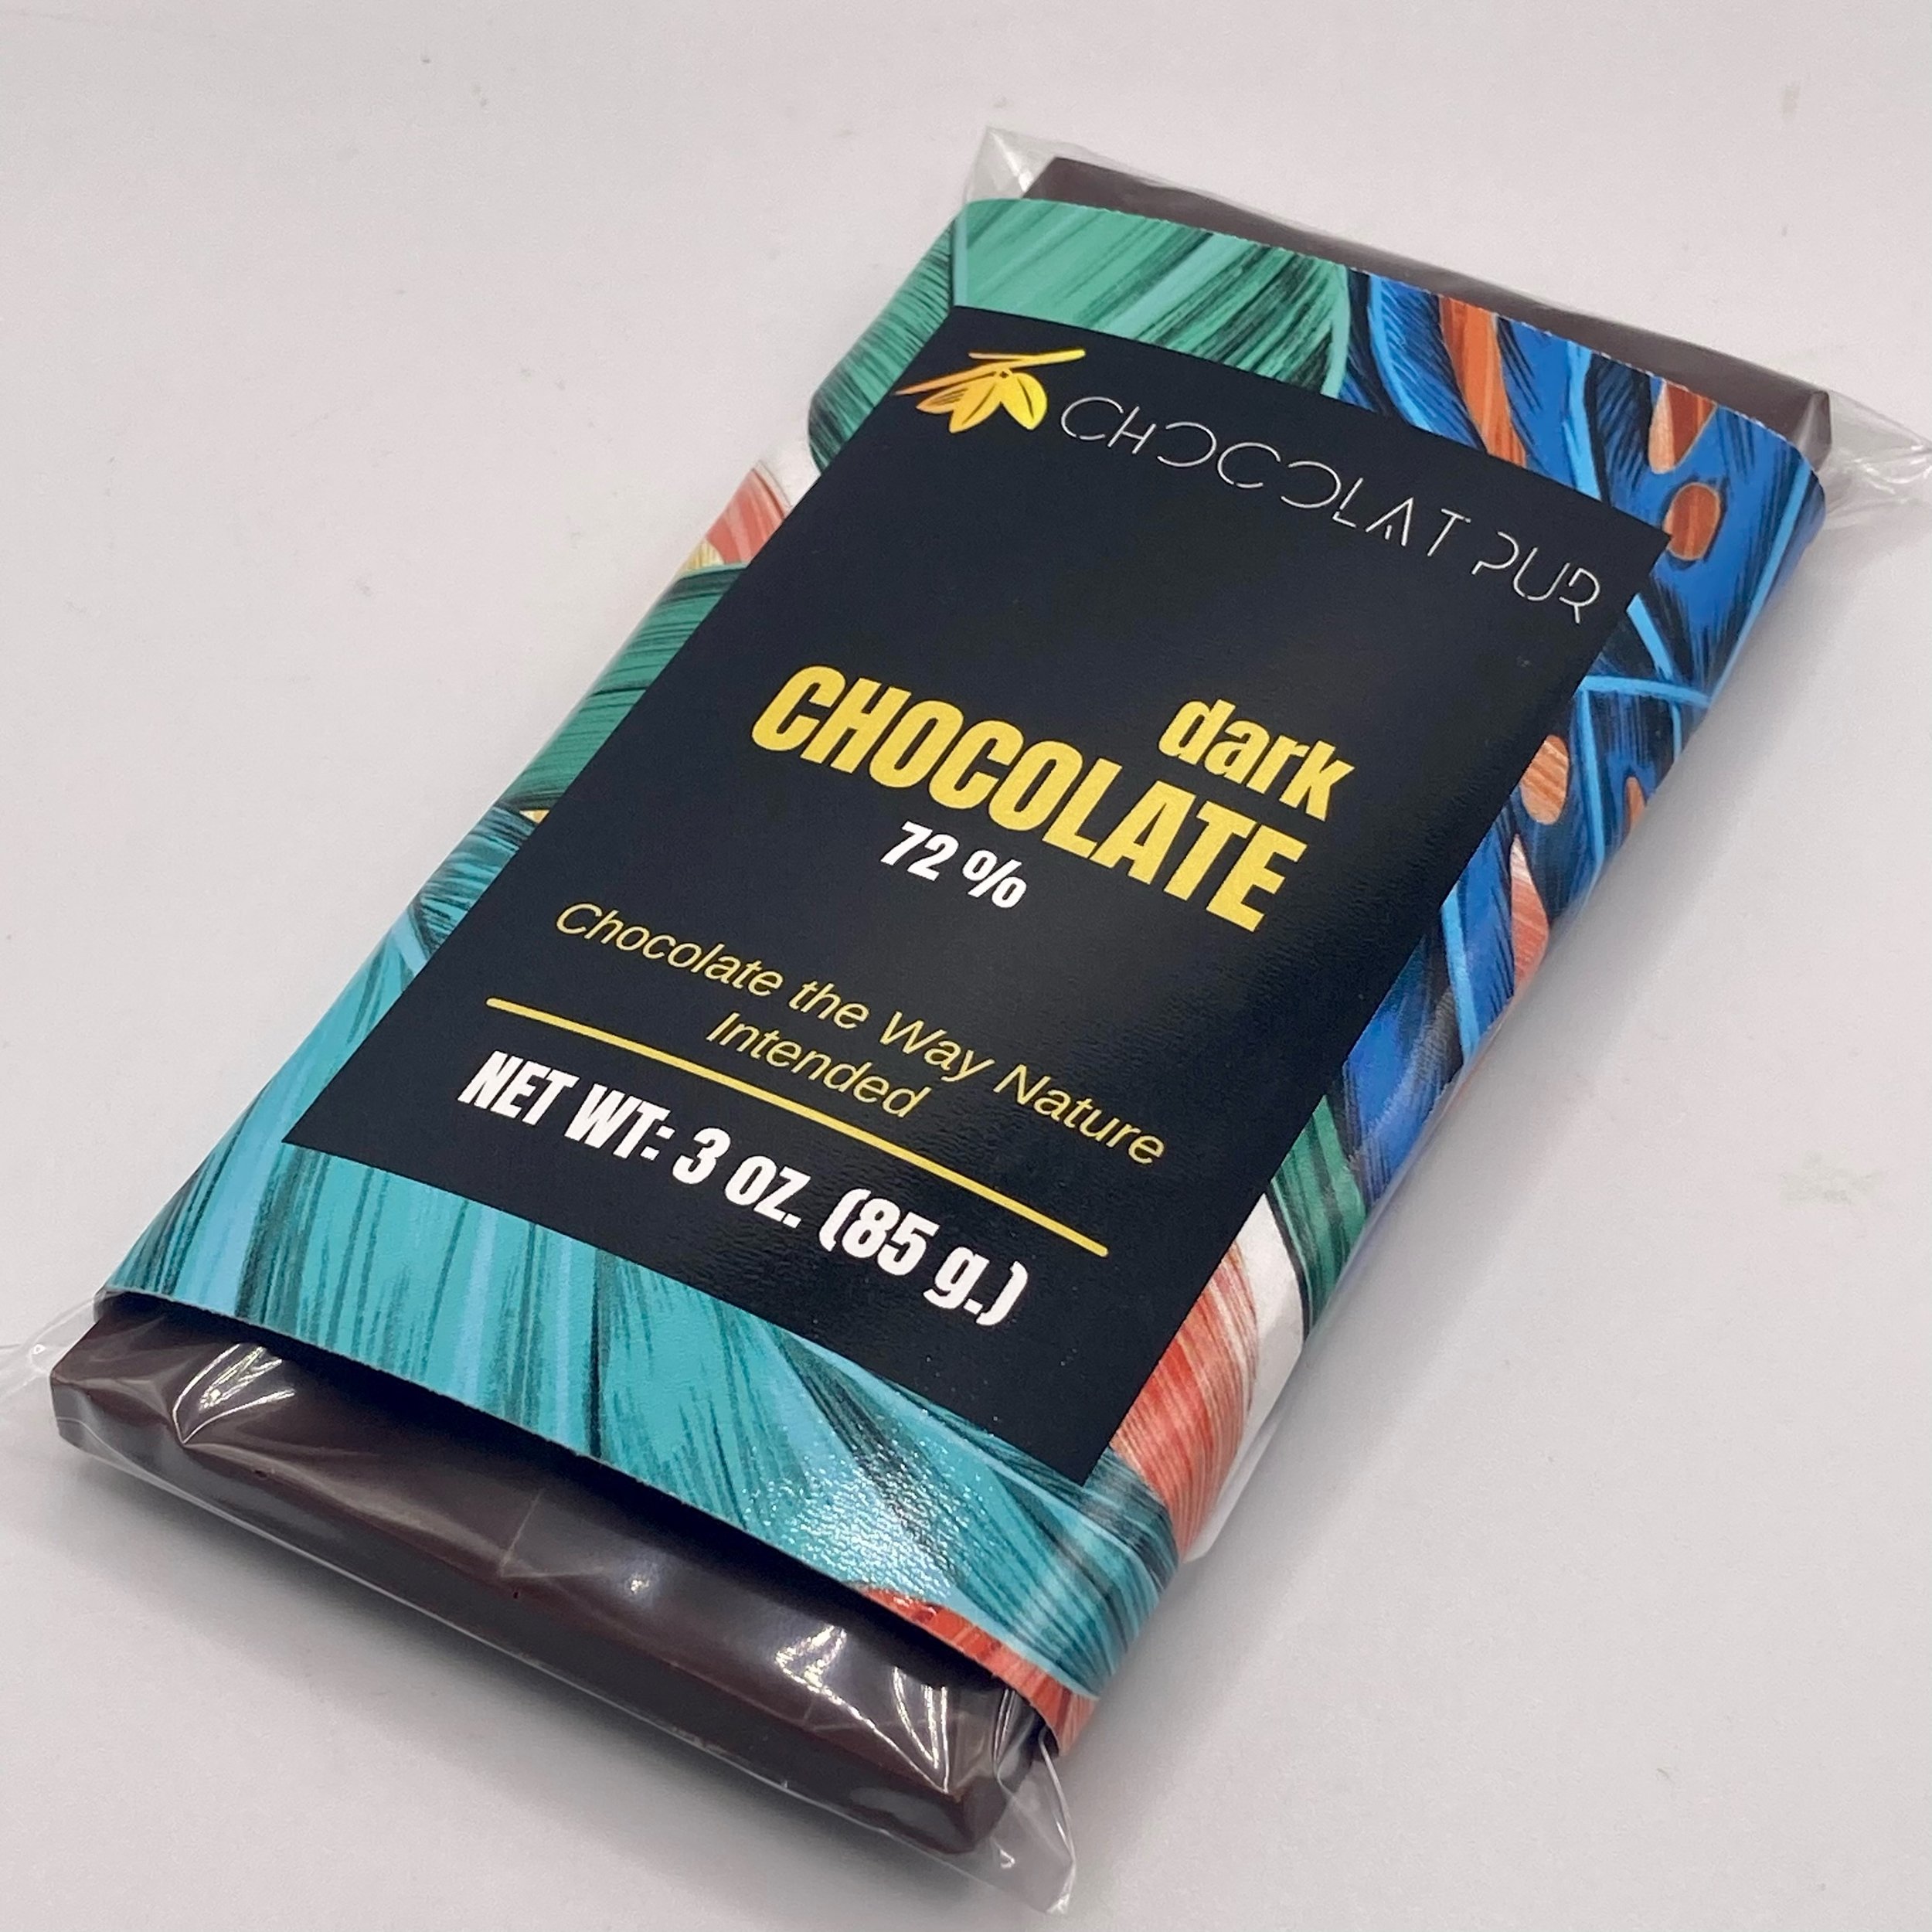 CHOCOLAT PUR
dark
CHOCOLATE
72 %
Chocolate the Way Nature
Intended
NET WT: 3 oz. (85 g.)